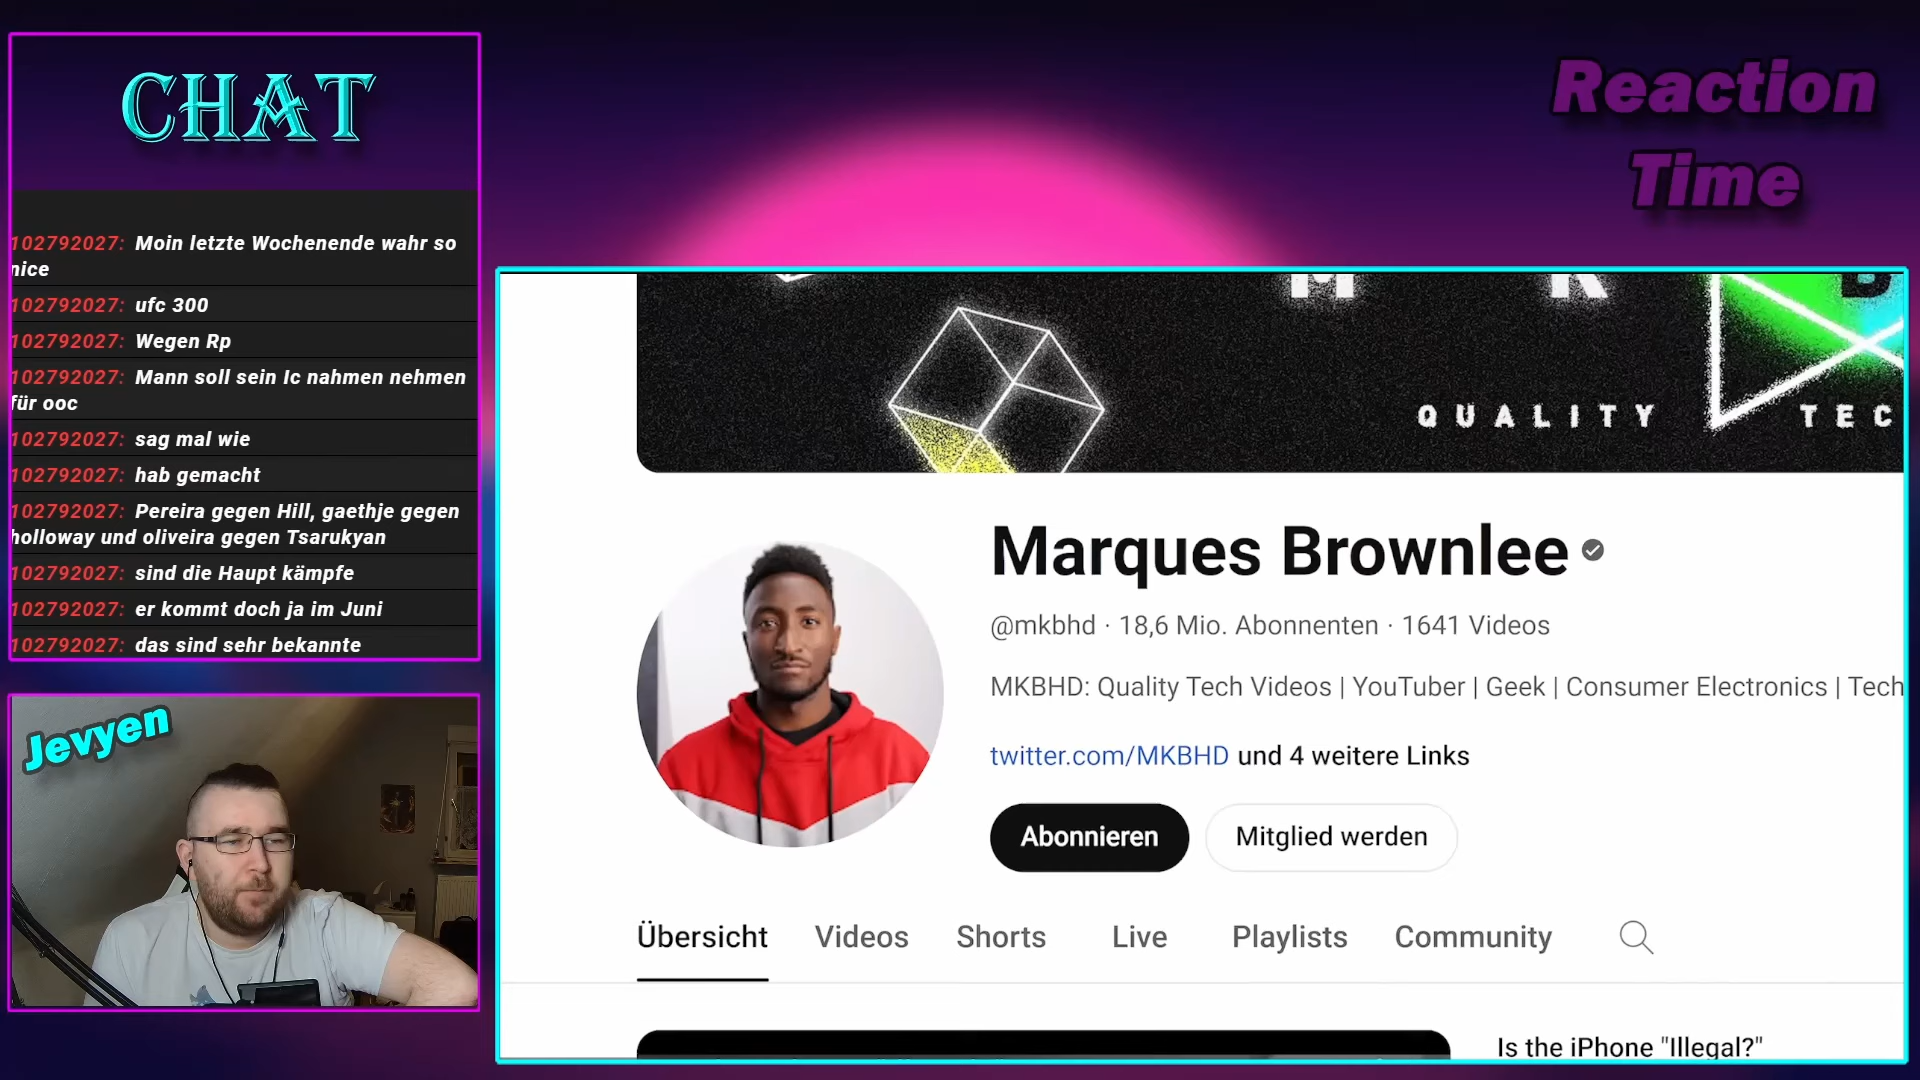 CHAT
Reaction
Time
102792027: Moin letzte Wochenende wahr so
nice
102792027: ufc 300
102792027: Wegen Rp
102792027: Mann soll sein Ic nahmen nehmen
für ooc
102792027: sag mal wie
102792027: hab gemacht
102792027: Pereira gegen Hill, gaethje gegen
holloway und oliveira gegen Tsarukyan
102792027: sind die Haupt kämpfe
102792027: er kommt doch ja im Juni
102792027: das sind sehr bekannte
Jevyen
M K B
QUALITY TEC
Marques Brownlee
@mkbhd · 18,6 Mio. Abonnenten · 1641 Videos
MKBHD: Quality Tech Videos | YouTuber | Geek | Consumer Electronics | Tech
twitter.com/MKBHD und 4 weitere Links
Abonnieren Mitglied werden
Übersicht Videos Shorts Live Playlists Community
Is the iPhone "Illegal?"